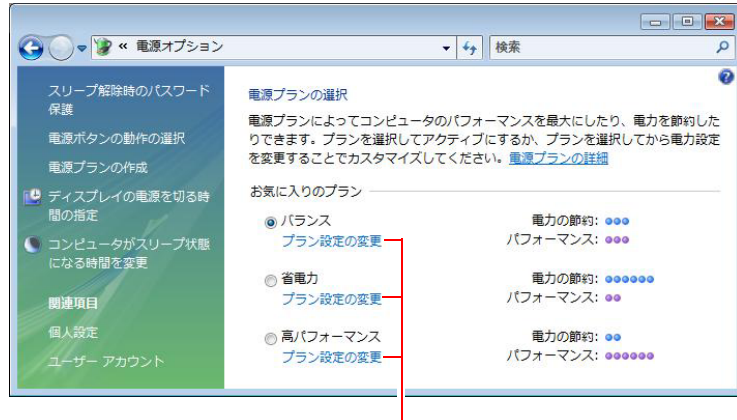 « 電源オプション
検索
スリープ解除時のパスワード
保護
電源ボタンの動作の選択
電源プランの作成
ディスプレイの電源を切る時
間の指定
コンピュータがスリープ状態
になる時間を変更
関連項目
個人設定
ユーザー アカウント
電源プランの選択
電源プランによってコンピュータのパフォーマンスを最大にしたり、電力を節約した
りできます。プランを選択してアクティブにするか、プランを選択してから電力設定
を変更することでカスタマイズしてください。電源プランの詳細
お気に入りのプラン
バランス
プラン設定の変更
電力の節約:
パフォーマンス:
省電力
プラン設定の変更
電力の節約:
パフォーマンス:
高パフォーマンス
プラン設定の変更
電力の節約:
パフォーマンス: